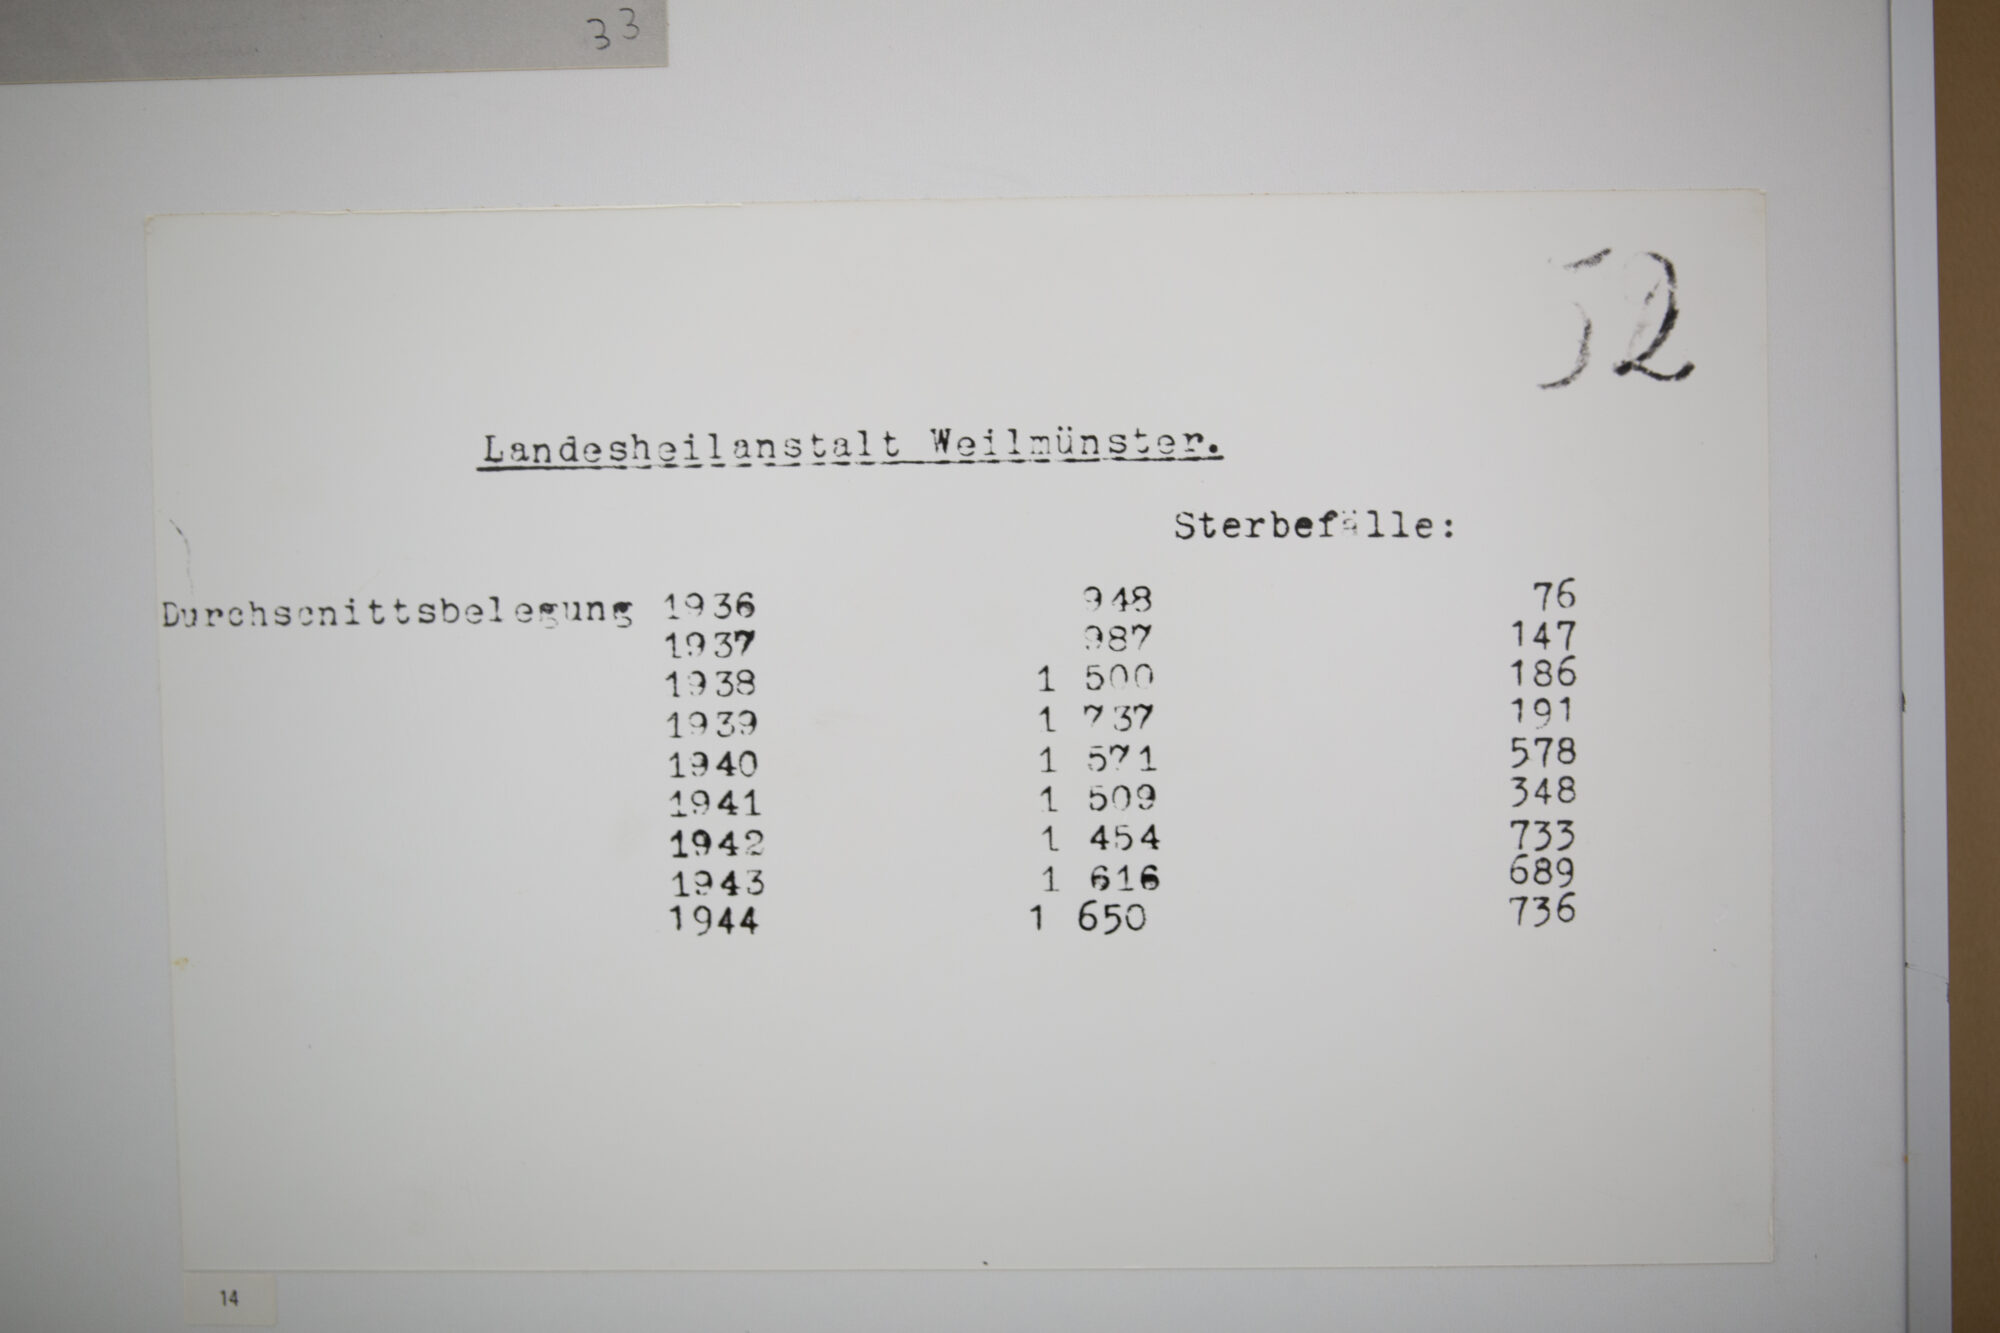 33
52
Landesheilanstalt Weilmünster.
Sterbefälle:
Durchschnittsbelegung 1936 948 76
1937 987 147
1938 1 500 186
1939 1 737 191
1940 1 571 578
1941 1 509 348
1942 1 454 733
1943 1 616 689
1944 1 650 736
14